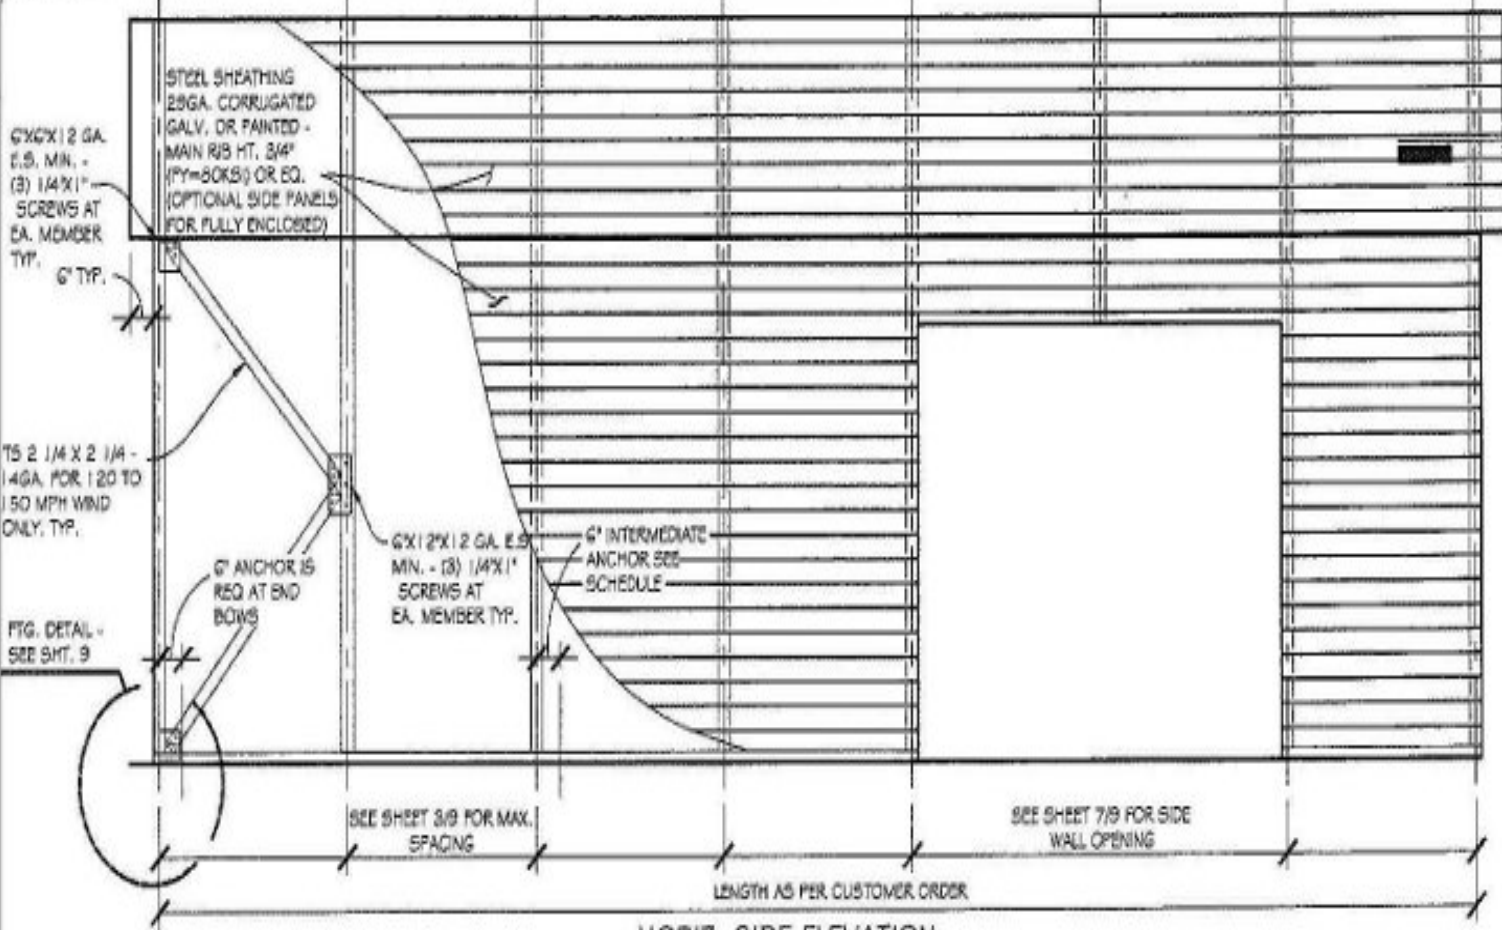 STEEL SHEATHING
29GA. CORRUGATED
GALV. OR PAINTED -
MAIN RIB HT. 3/4"
(FY=80KSI) OR EQ.
(OPTIONAL SIDE PANELS
FOR FULLY ENCLOSED)
6"X6"X12 GA.
E.S. MIN. -
(3) 1/4"X1"
SCREWS AT
EA. MEMBER
TYP.
6" TYP.
TS 2 1/4 X 2 1/4 -
14GA. FOR 120 TO
150 MPH WIND
ONLY. TYP.
6" ANCHOR IS
REQ AT END
BOWS
FTG. DETAIL -
SEE SHT. 9
6"X12"X12 GA. E.S
MIN. - (3) 1/4"X1"
SCREWS AT
EA. MEMBER TYP.
6" INTERMEDIATE
ANCHOR SEE
SCHEDULE
SEE SHEET 3/9 FOR MAX.
SPACING
SEE SHEET 7/9 FOR SIDE
WALL OPENING
LENGTH AS PER CUSTOMER ORDER
HORIZ. SIDE ELEVATION